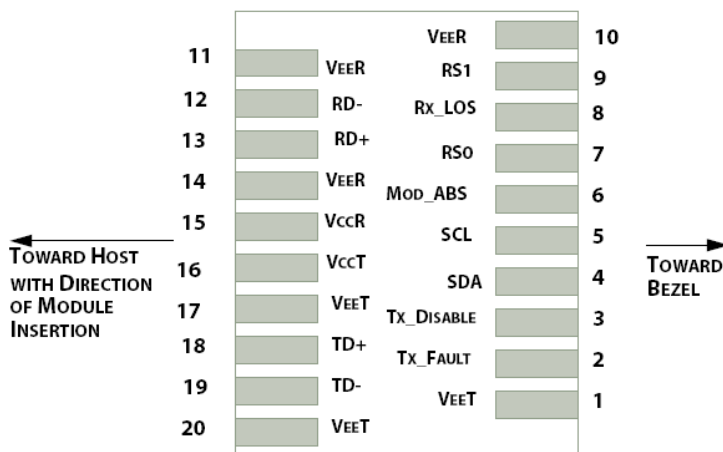 11 VEER
12 RD-
13 RD+
14 VEER
15 VCCR
16 VCCT
17 VEET
18 TD+
19 TD-
20 VEET
VEER 10
RS1 9
RX_LOS 8
RS0 7
MOD_ABS 6
SCL 5
SDA 4
TX_DISABLE 3
TX_FAULT 2
VEET 1
TOWARD HOST
WITH DIRECTION
OF MODULE
INSERTION
TOWARD
BEZEL